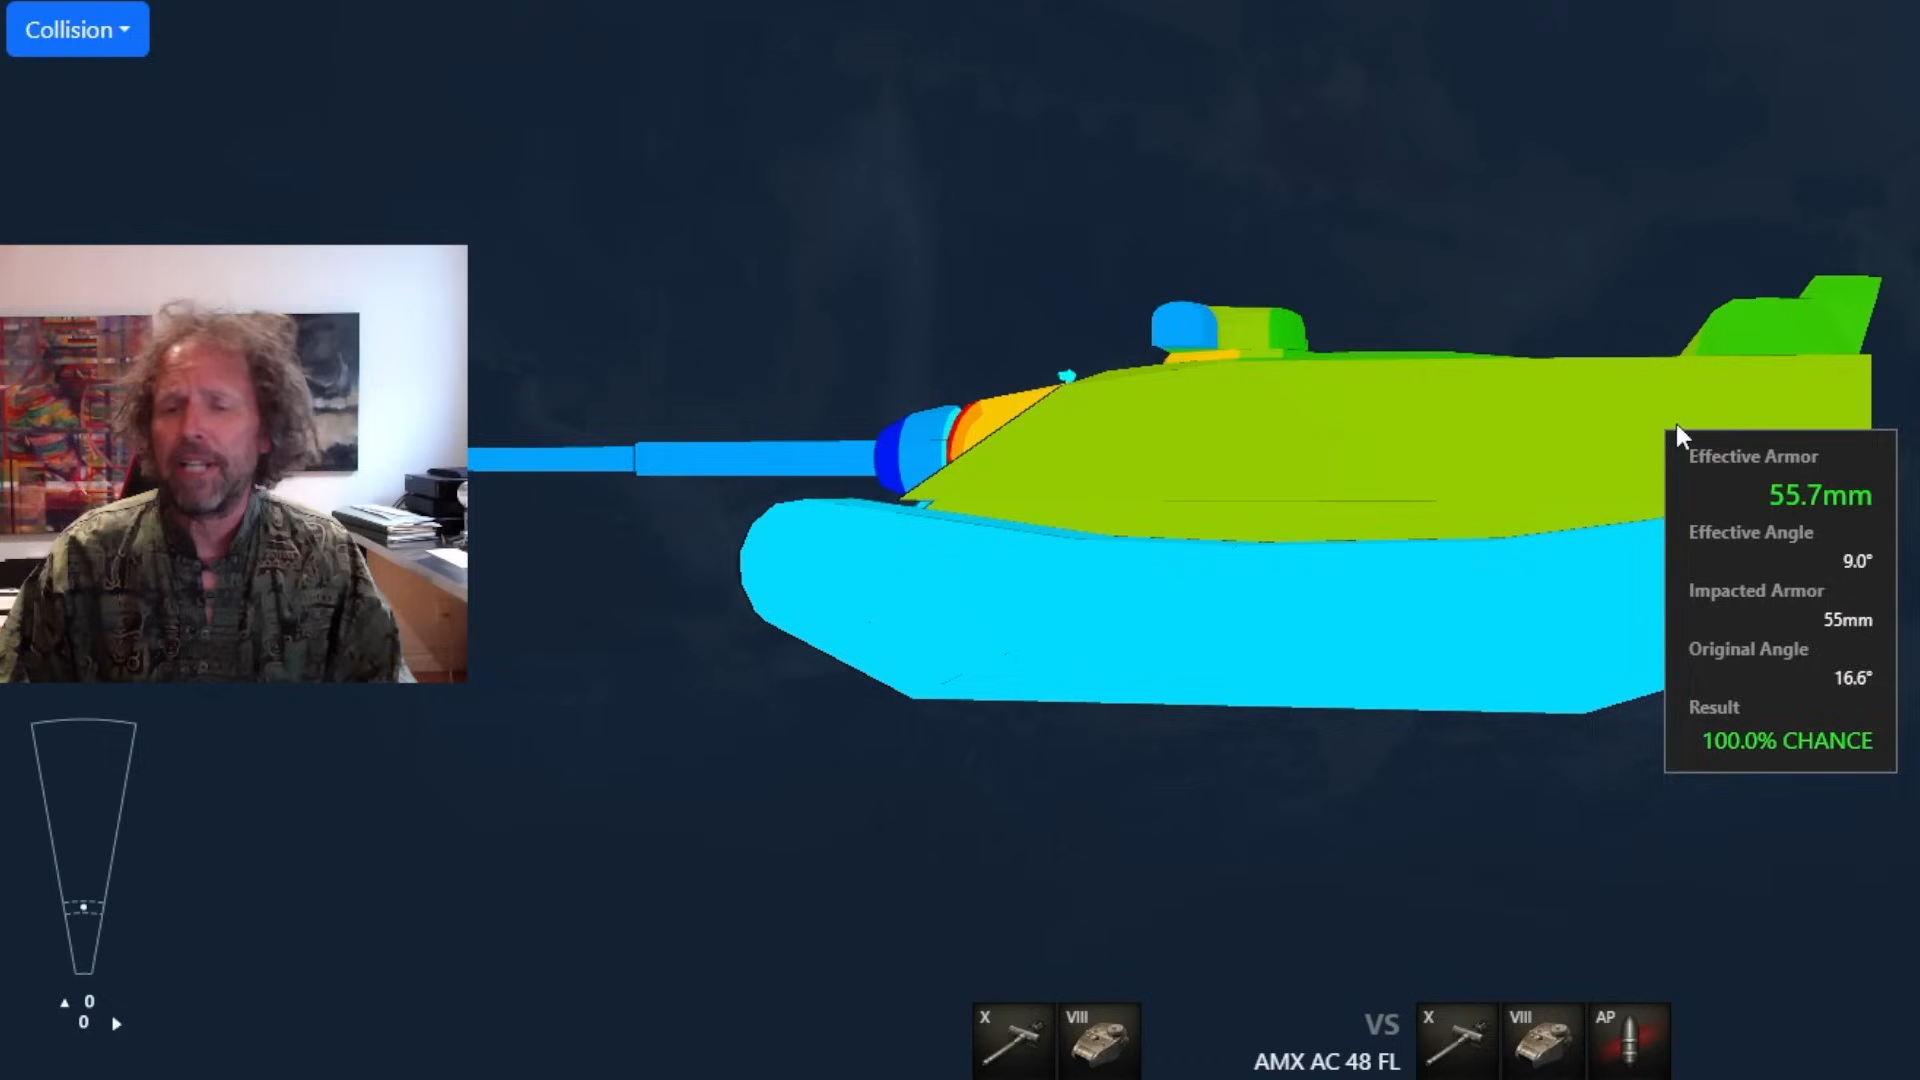 Collision
Effective Armor
55.7mm
Effective Angle
9.0°
Impacted Armor
55mm
Original Angle
16.6°
Result
100.0% CHANCE
0
0
X
VIII
VS
AMX AC 48 FL
X
VIII
AP